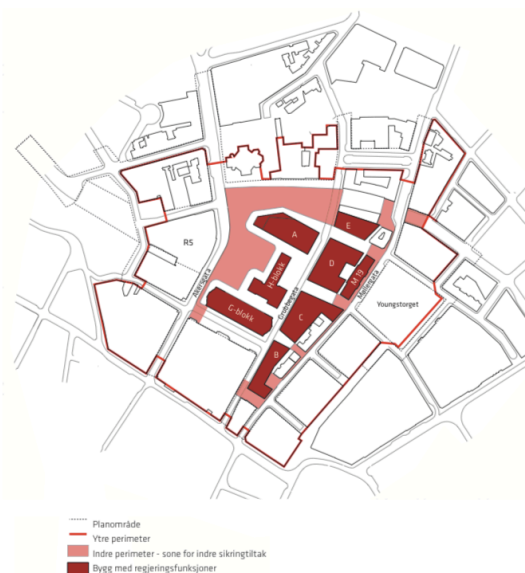 A
E
R5
D
M 19
H-blokk
Akersgata
Grubbegata
Møllergata
Youngstorget
G-blokk
C
B
Planområde
Ytre perimeter
Indre perimeter - sone for indre sikringtiltak
Bygg med regjeringsfunksjoner